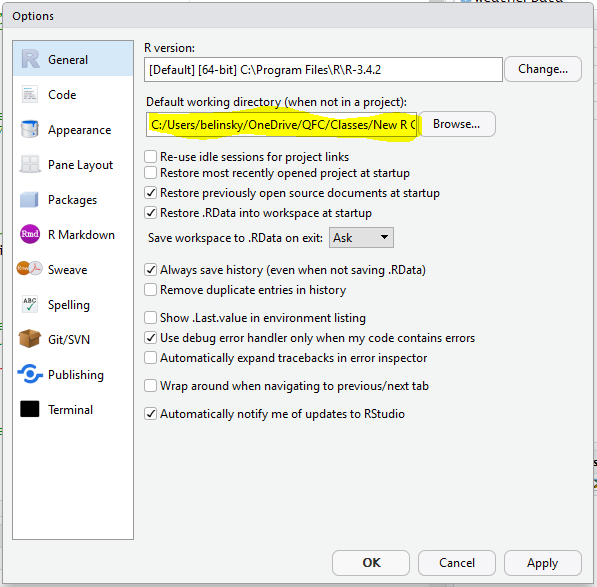 Options
General
Code
Appearance
Pane Layout
Packages
Rmd R Markdown
Sweave
ABC Spelling
Git/SVN
Publishing
Terminal
R version:
[Default] [64-bit] C:\Program Files\R\R-3.4.2
Change...
Default working directory (when not in a project):
C:/Users/belinsky/OneDrive/QFC/Classes/New R
Browse...
Re-use idle sessions for project links
Restore most recently opened project at startup
Restore previously open source documents at startup
Restore .RData into workspace at startup
Save workspace to .RData on exit: Ask
Always save history (even when not saving .RData)
Remove duplicate entries in history
Show .Last.value in environment listing
Use debug error handler only when my code contains errors
Automatically expand tracebacks in error inspector
Wrap around when navigating to previous/next tab
Automatically notify me of updates to RStudio
OK
Cancel
Apply